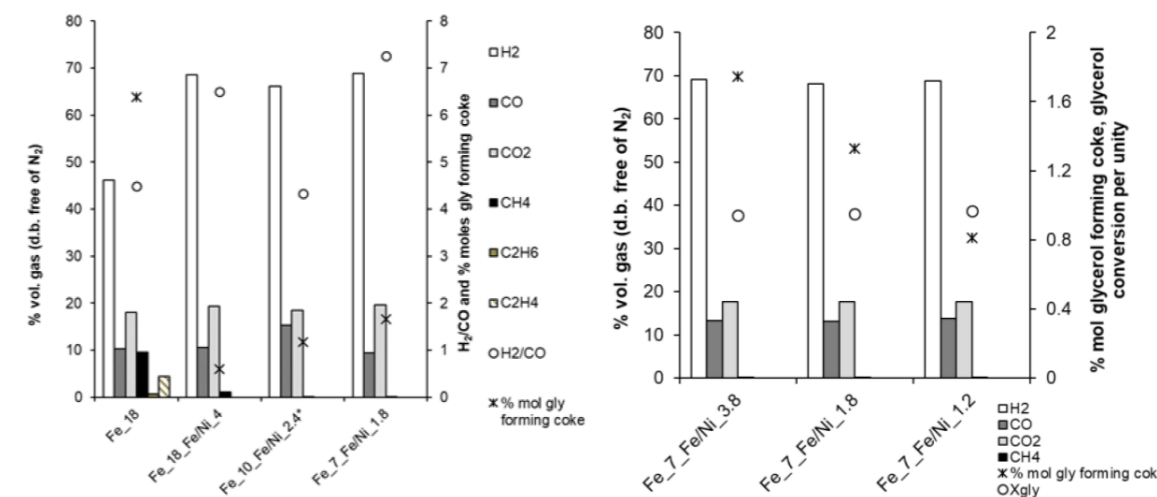 % vol. gas (d.b. free of N2)
80
70
60
50
40
30
20
10
0
8
7
6
5
4
3
2
1
0
H2/CO and % moles gly forming coke
Fe_18
Fe_18_Fe/Ni_4
Fe_10_Fe/Ni_2.4*
Fe_7_Fe/Ni_1.8
H2
CO
CO2
CH4
C2H6
C2H4
H2/CO
% mol gly
forming coke
% vol. gas (d.b. free of N2)
80
70
60
50
40
30
20
10
0
2
1.6
1.2
0.8
0.4
0
% mol glycerol forming coke, glycerol
conversion per unity
Fe_7_Fe/Ni_3.8
Fe_7_Fe/Ni_1.8
Fe_7_Fe/Ni_1.2
H2
CO
CO2
CH4
% mol gly forming cok
Xgly